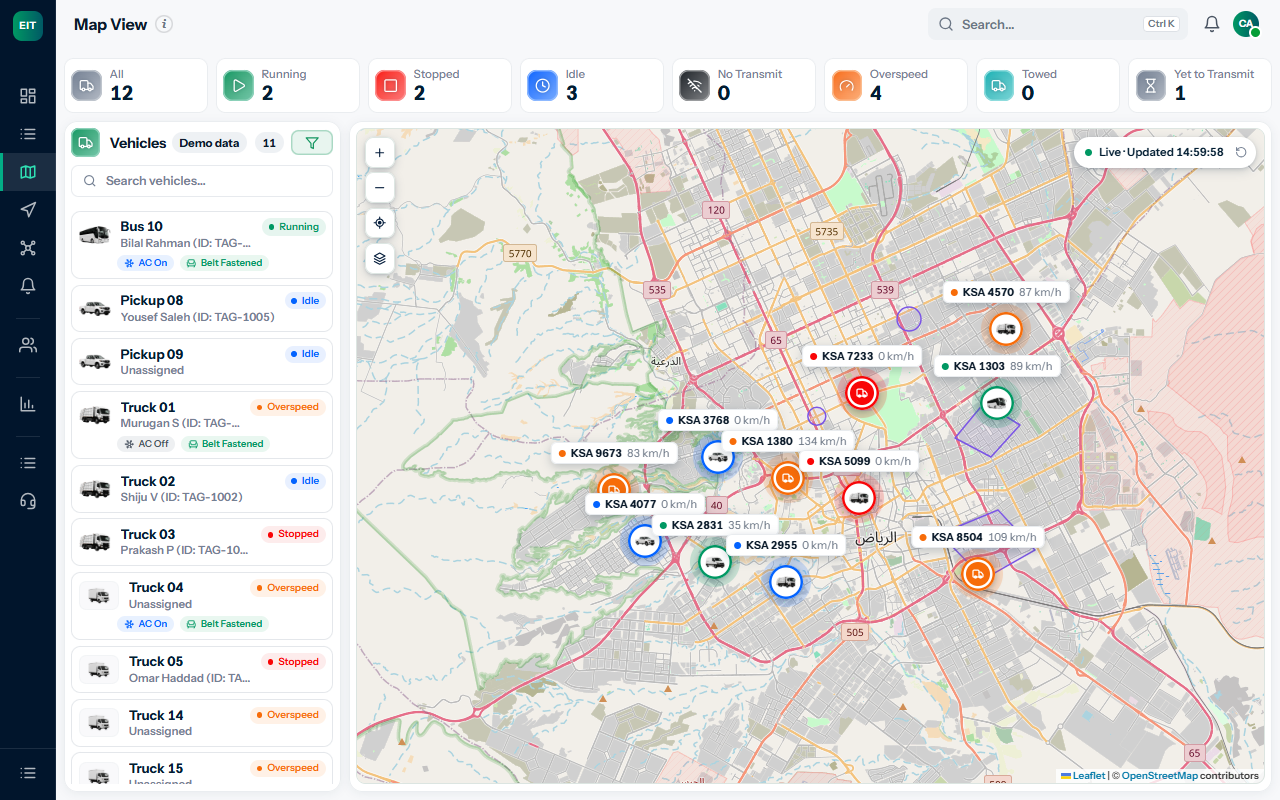 EIT
Map View
Search...
Ctrl K
CA
All
12
Running
2
Stopped
2
Idle
3
No Transmit
0
Overspeed
4
Towed
0
Yet to Transmit
1
Vehicles
Demo data
11
Search vehicles...
Bus 10
Running
Bilal Rahman (ID: TAG-...
AC On
Belt Fastened
Pickup 08
Idle
Yousef Saleh (ID: TAG-1005)
Pickup 09
Idle
Unassigned
Truck 01
Overspeed
Murugan S (ID: TAG-...
AC Off
Belt Fastened
Truck 02
Idle
Shiju V (ID: TAG-1002)
Truck 03
Stopped
Prakash P (ID: TAG-10...
Truck 04
Overspeed
Unassigned
AC On
Belt Fastened
Truck 05
Stopped
Omar Haddad (ID: TA...
Truck 14
Overspeed
Unassigned
Truck 15
Overspeed
Unassigned
+
−
Live · Updated 14:59:58
120
5735
5770
535
539
KSA 4570 87 km/h
65
KSA 7233 0 km/h
الدرعية
KSA 1303 89 km/h
KSA 3768 0 km/h
KSA 1380 134 km/h
KSA 9673 83 km/h
KSA 5099 0 km/h
KSA 4077 0 km/h
40
KSA 2831 35 km/h
الرياض
KSA 8504 109 km/h
KSA 2955 0 km/h
505
65
Leaflet | © OpenStreetMap contributors